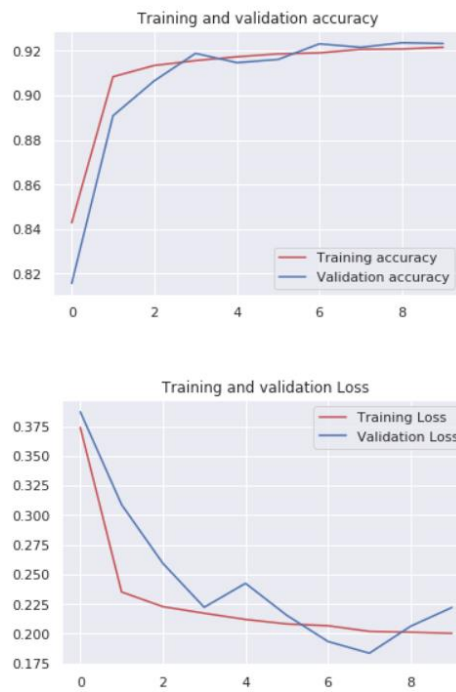 Training and validation accuracy
0.92
0.90
0.88
0.86
0.84
0.82
Training accuracy
Validation accuracy
0 2 4 6 8
Training and validation Loss
0.375
0.350
0.325
0.300
0.275
0.250
0.225
0.200
0.175
Training Loss
Validation Loss
0 2 4 6 8